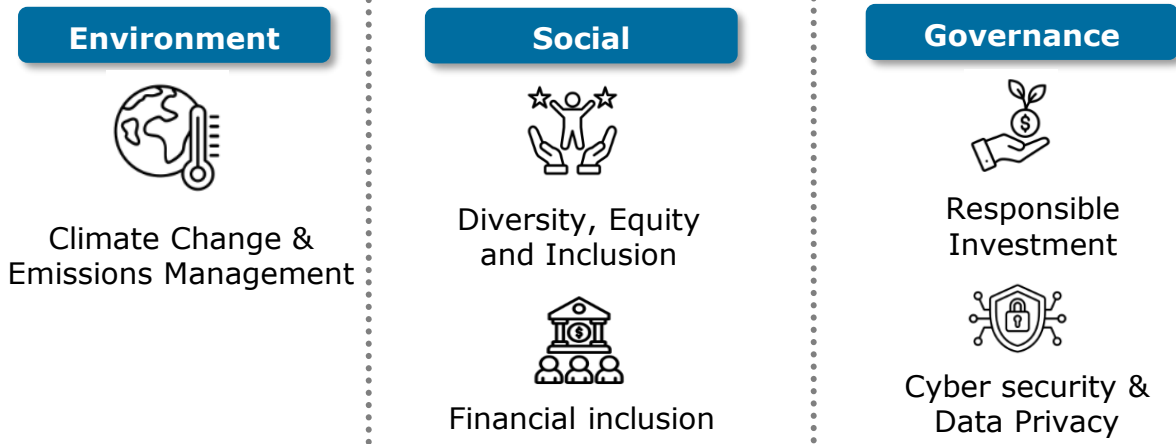 Environment
Climate Change &
Emissions Management
Social
Diversity, Equity
and Inclusion
Financial inclusion
Governance
Responsible
Investment
Cyber security &
Data Privacy